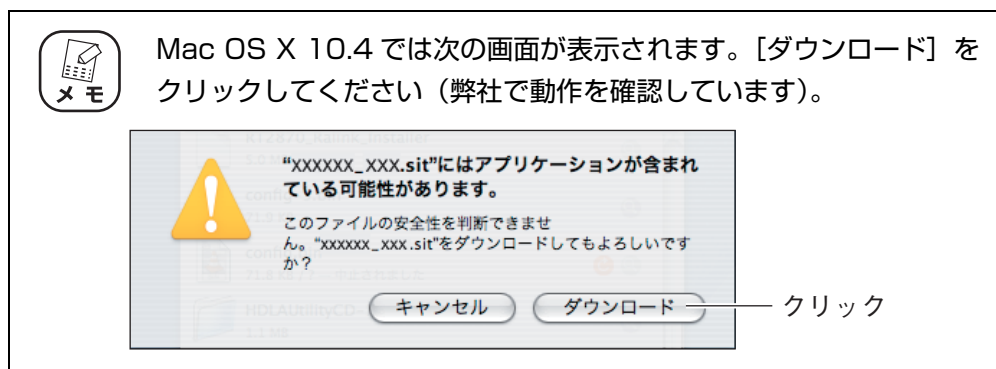 Mac OS X 10.4 では次の画面が表示されます。［ダウンロード］を
クリックしてください（弊社で動作を確認しています）。
メモ
RT2870_Ralink_Installer
“XXXXXX_XXX.sit”にはアプリケーションが含まれ
ている可能性があります。
このファイルの安全性を判断できませ
ん。“xxxxxx_xxx.sit”をダウンロードしてもよろしいです
か？
HDLAUtilityCD-
キャンセル
ダウンロード
クリック